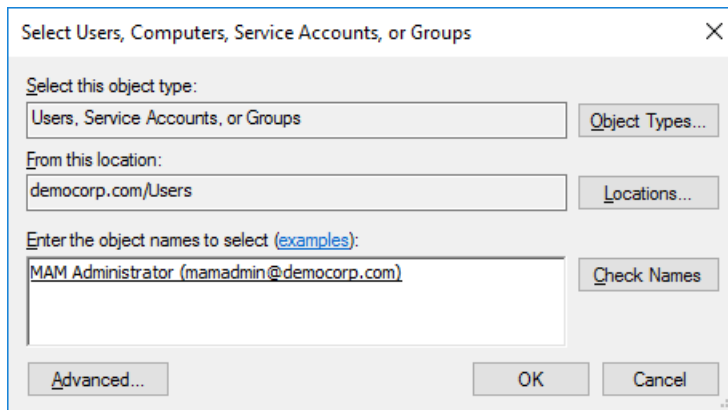 Select Users, Computers, Service Accounts, or Groups
Select this object type:
Users, Service Accounts, or Groups
Object Types...
From this location:
democorp.com/Users
Locations...
Enter the object names to select (examples):
MAM Administrator (mamadmin@democorp.com)
Check Names
Advanced...
OK
Cancel